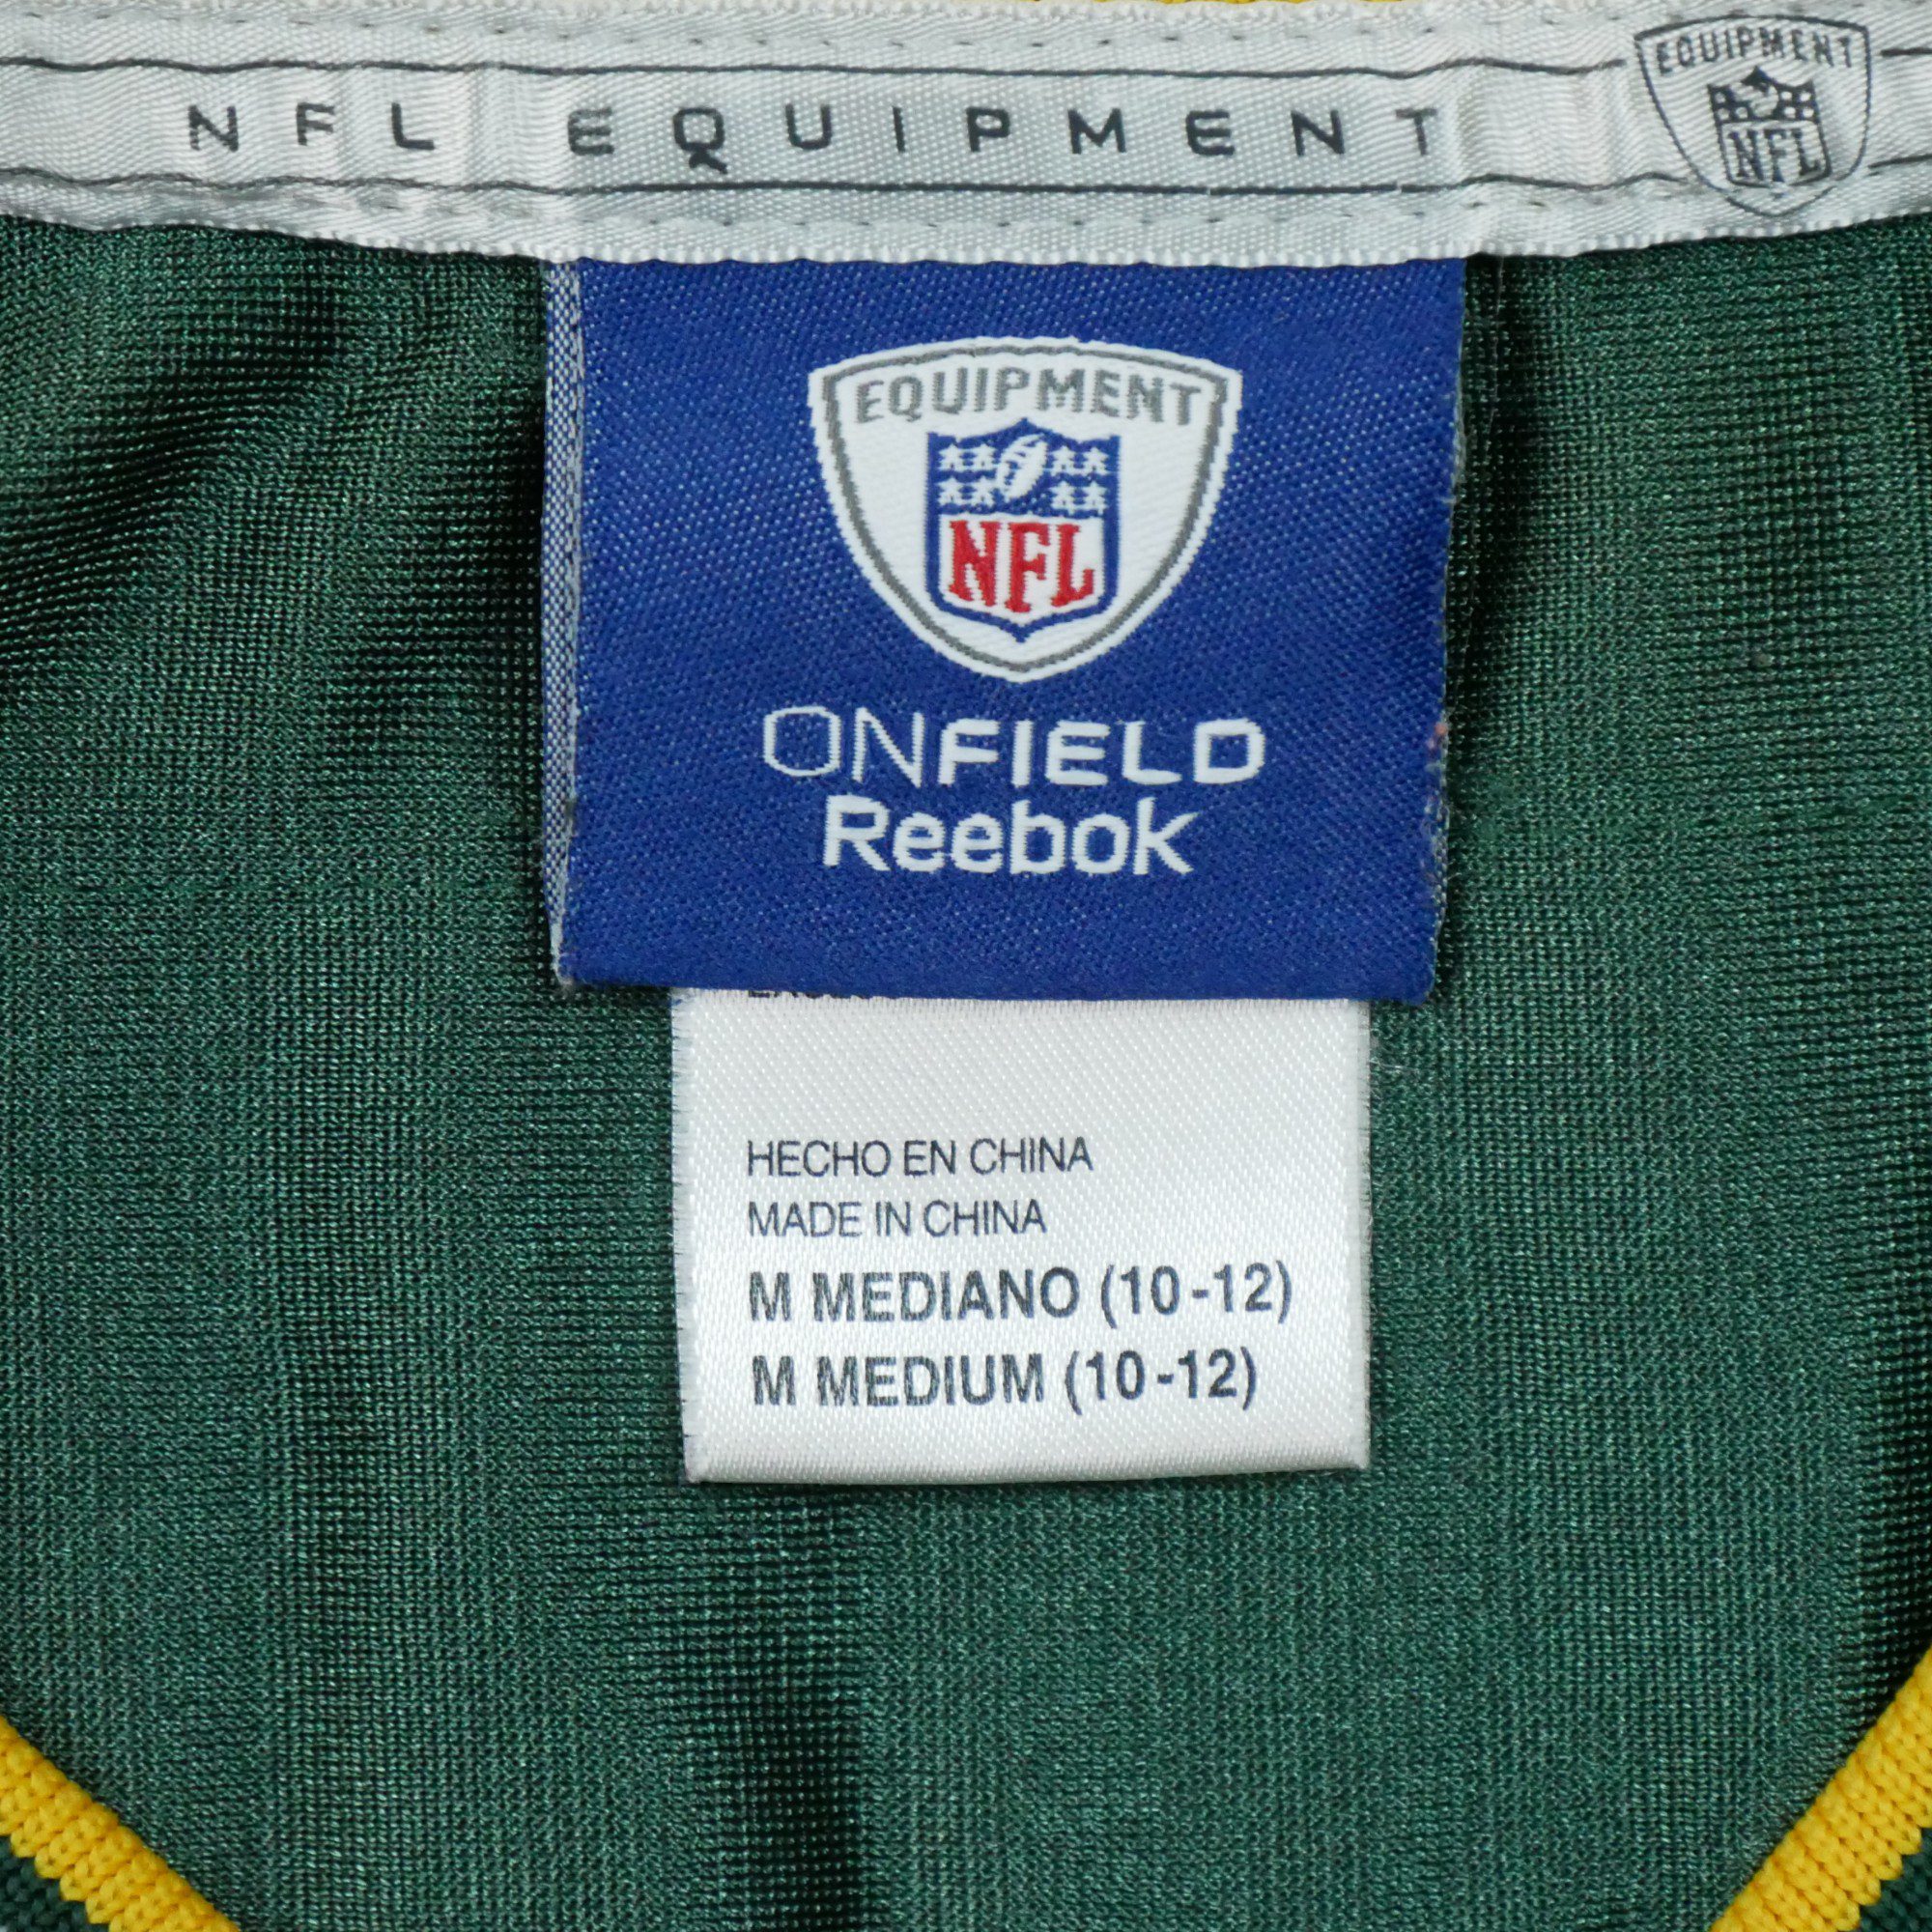 NFL EQUIPMENT
EQUIPMENT
NFL
EQUIPMENT
NFL
ONFIELD
Reebok
HECHO EN CHINA
MADE IN CHINA
M MEDIANO (10-12)
M MEDIUM (10-12)